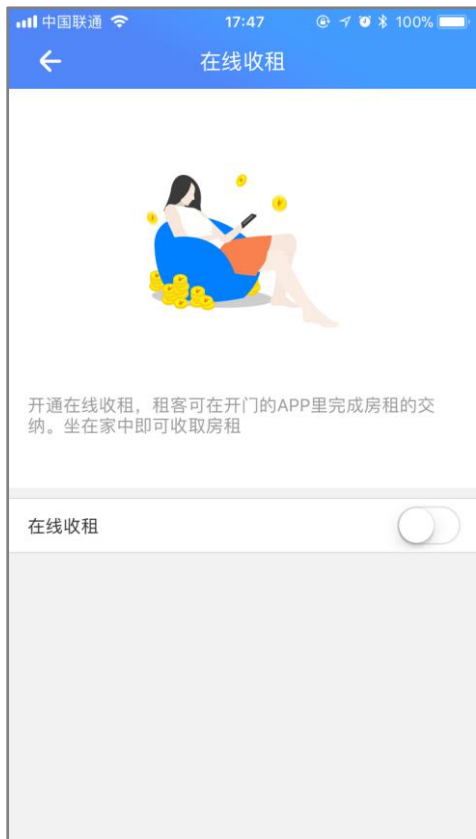 中国联通 17:47 100%
在线收租
开通在线收租，租客可在开门的APP里完成房租的交
纳。坐在家中即可收取房租
在线收租